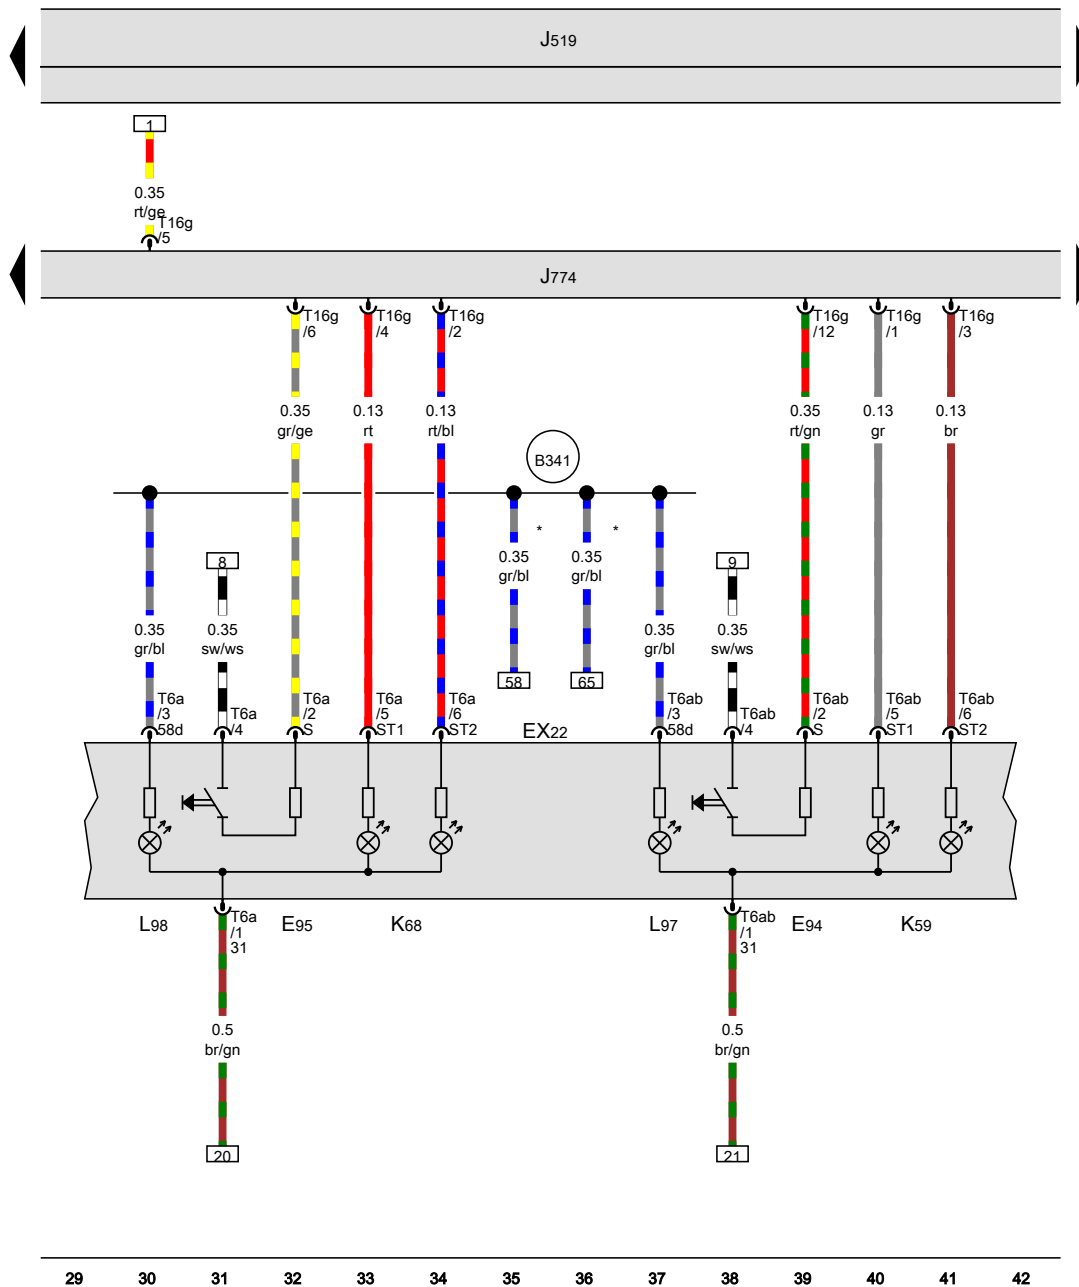 J519
1
0.35
rt/ge
T16g
/5
J774
T16g
/6
T16g
/4
T16g
/2
T16g
/12
T16g
/1
T16g
/3
0.35
gr/ge
0.13
rt
0.13
rt/bl
0.35
rt/gn
0.13
gr
0.13
br
B341
*
*
8
0.35
gr/bl
0.35
gr/bl
9
0.35
gr/bl
0.35
sw/ws
0.35
gr/bl
0.35
sw/ws
58
65
T6a
/3
58d
T6a
/4
T6a
/2
S
T6a
/5
ST1
T6a
/6
ST2
EX22
T6ab
/3
58d
T6ab
/4
T6ab
/2
S
T6ab
/5
ST1
T6ab
/6
ST2
L98
T6a
/1
31
E95
K68
L97
T6ab
/1
31
E94
K59
0.5
br/gn
0.5
br/gn
20
21
29 30 31 32 33 34 35 36 37 38 39 40 41 42